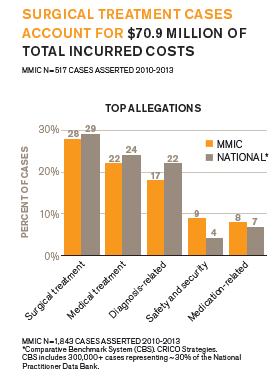 SURGICAL TREATMENT CASES
ACCOUNT FOR $70.9 MILLION OF
TOTAL INCURRED COSTS
MMIC N=517 CASES ASSERTED 2010-2013
TOP ALLEGATIONS
PERCENT OF CASES
30%
20%
10%
0%
28 29
22 24
17 22
9 4
8 7
MMIC
NATIONAL*
Surgical treatment
Medical treatment
Diagnosis-related
Safety and security
Medication-related
MMIC N=1,843 CASES ASSERTED 2010-2013
*Comparative Benchmark System (CBS), CRICO Strategies.
CBS includes 300,000+ cases representing ~30% of the National
Practitioner Data Bank.